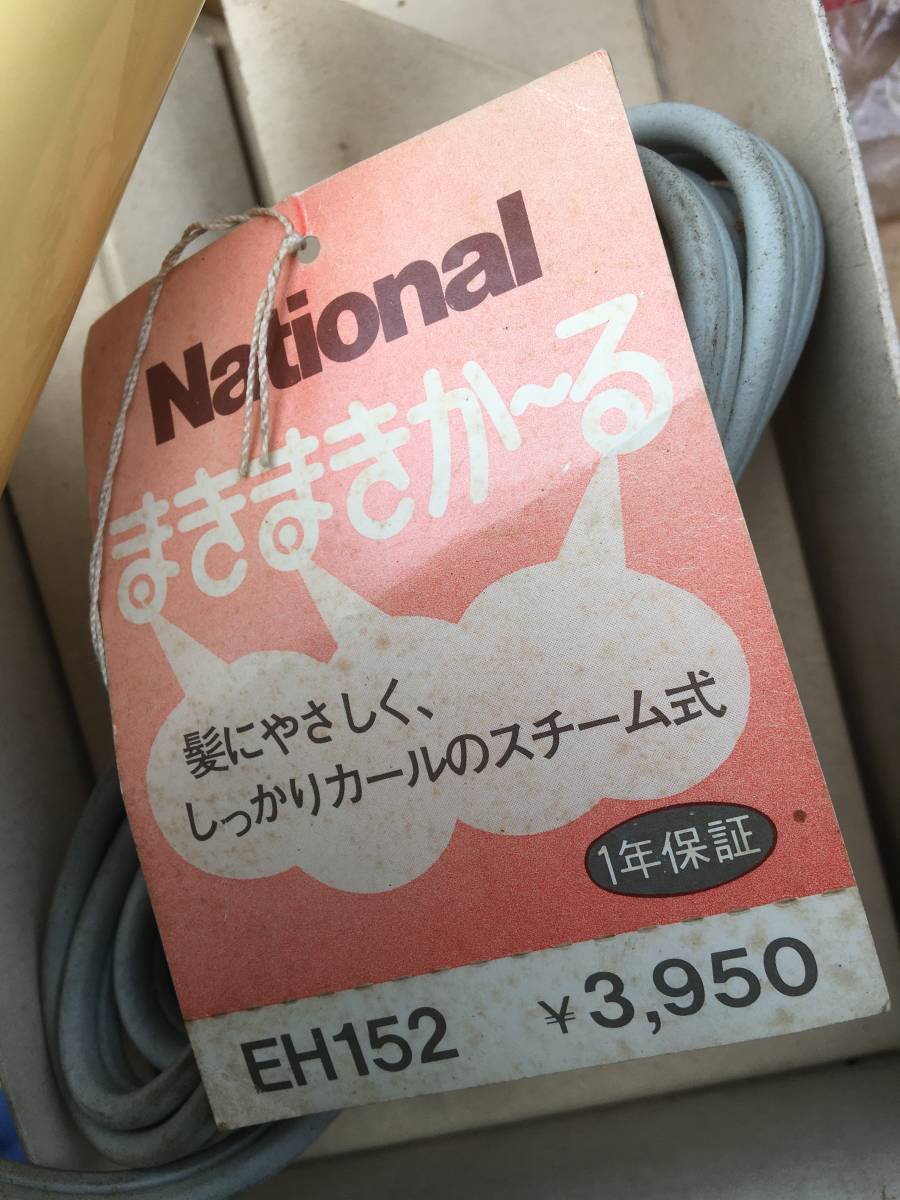 National
まきまきか〜る
髪にやさしく、
しっかりカールのスチーム式
1年保証
EH152 ¥3,950